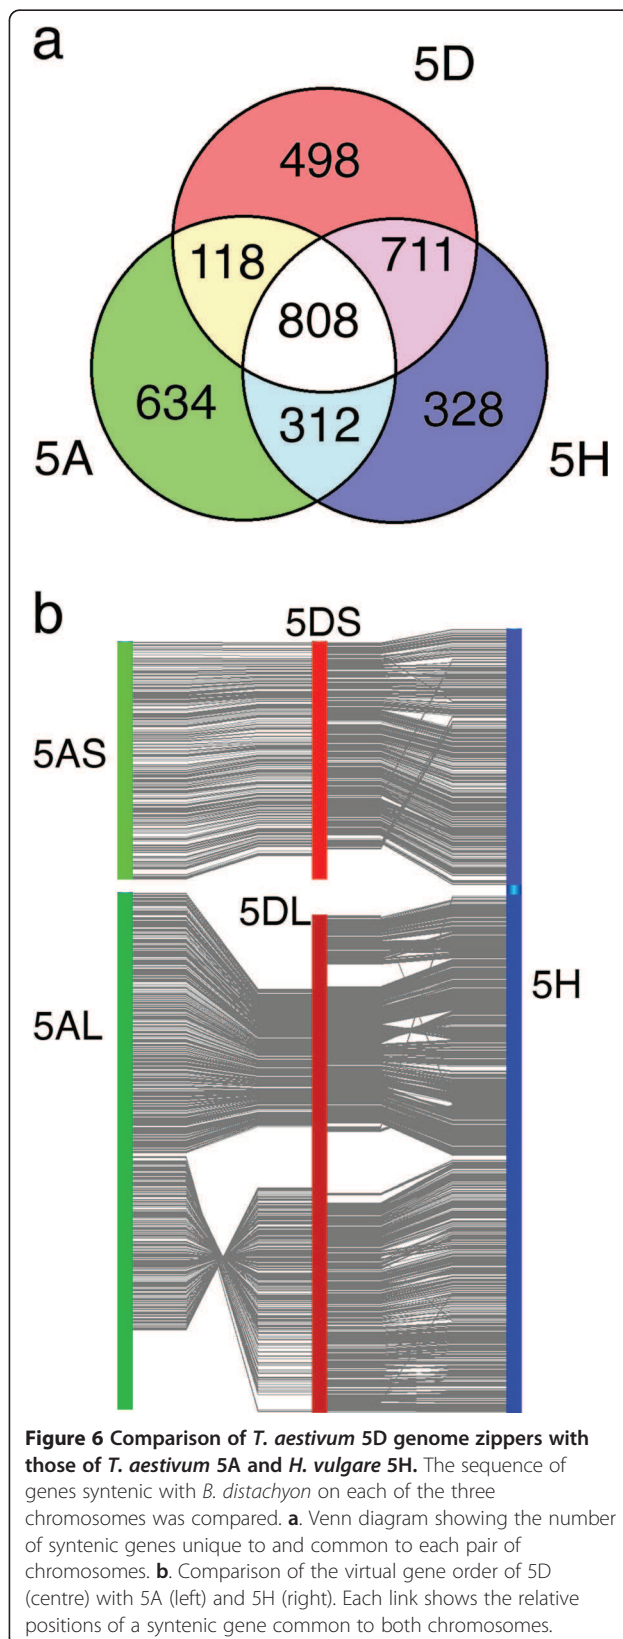 a
5D
498
118
711
808
634
312
328
5A
5H
b
5DS
5AS
5DL
5H
5AL
Figure 6 Comparison of T. aestivum 5D genome zippers with
those of T. aestivum 5A and H. vulgare 5H. The sequence of
genes syntenic with B. distachyon on each of the three
chromosomes was compared. a. Venn diagram showing the number
of syntenic genes unique to and common to each pair of
chromosomes. b. Comparison of the virtual gene order of 5D
(centre) with 5A (left) and 5H (right). Each link shows the relative
positions of a syntenic gene common to both chromosomes.